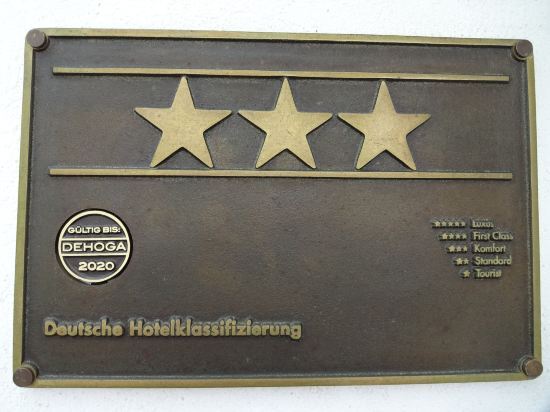 GÜLTIG BIS:
DEHOGA
2020
***** Luxus
**** First Class
*** Komfort
** Standard
* Tourist
Deutsche Hotelklassifizierung